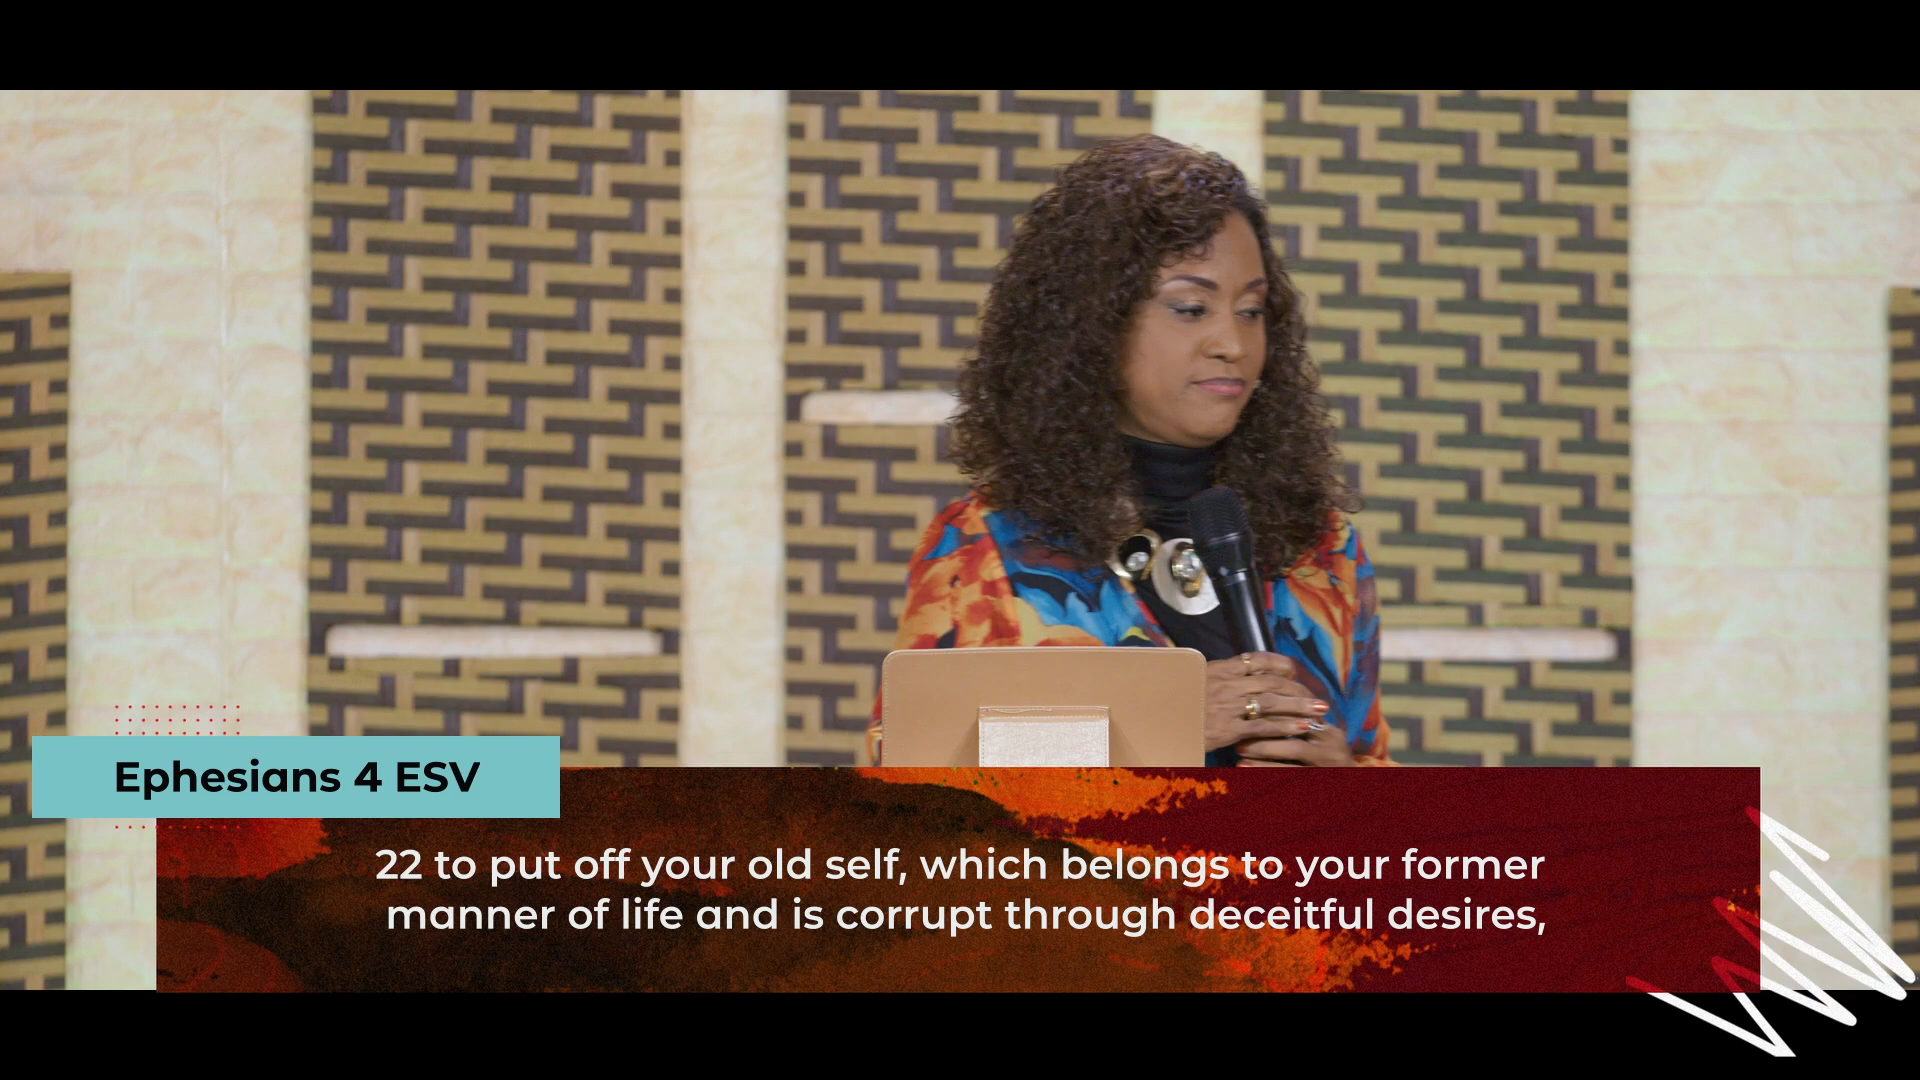 Ephesians 4 ESV
22 to put off your old self, which belongs to your former
manner of life and is corrupt through deceitful desires,